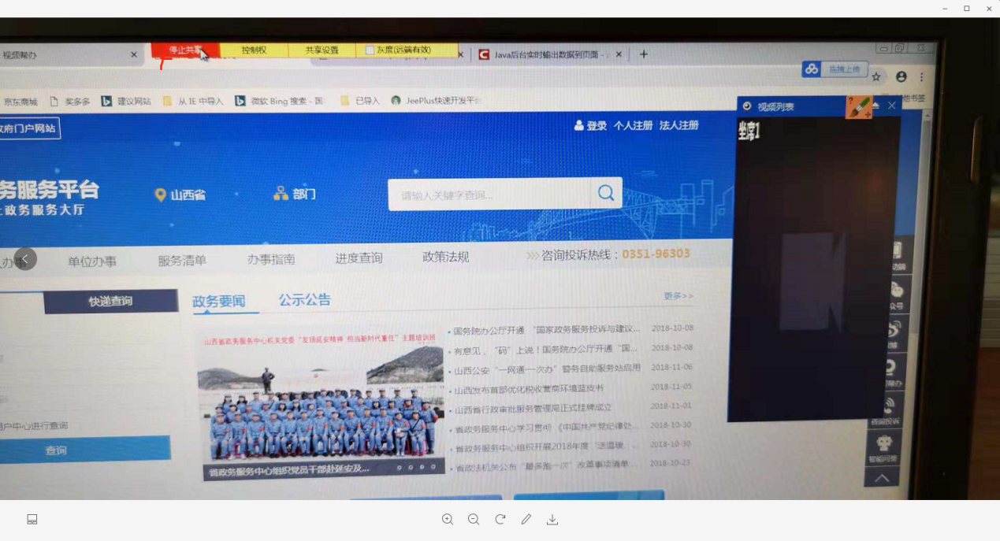 视频帮办
停止共享
控制权
共享设置
灰度(远端有效)
Java后台实时输出数据到页面 -
拖拽上传
京东商城
奖多多
建议网站
从 IE 中导入
微软 Bing 搜索 - 国
已导入
JeePlus快速开发平台
他书签
视频列表
坐席1
政府门户网站
登录 个人注册 法人注册
务服务平台
上政务服务大厅
山西省
部门
请输入关键字查询...
人办事
单位办事
服务清单
办事指南
进度查询
政策法规
咨询投诉热线：0351-96303
快递查询
政务要闻
公示公告
更多>>
山西省政务服务中心机关党委“发扬延安精神 担当新时代重任”主题培训班
省政务服务中心组织党员干部赴延安及...
国务院办公厅开通 “国家政务服务投诉与建议... 2018-10-08
有意见，“码”上说！国务院办公厅开通“国... 2018-10-08
山西公安“一网通一次办”警务自助服务站启用 2018-11-06
山西发布首部优化税收营商环境蓝皮书 2018-11-05
山西省行政审批服务管理局正式挂牌成立 2018-11-01
省政务服务中心学习贯彻《中国共产党纪律处... 2018-10-30
省政务服务中心组织开展2018年度“送温暖、... 2018-10-30
省政法机关公布“最多跑一次”改革事项清单... 2018-10-23
用户中心进行查询
查询
咨询投诉
智能问答